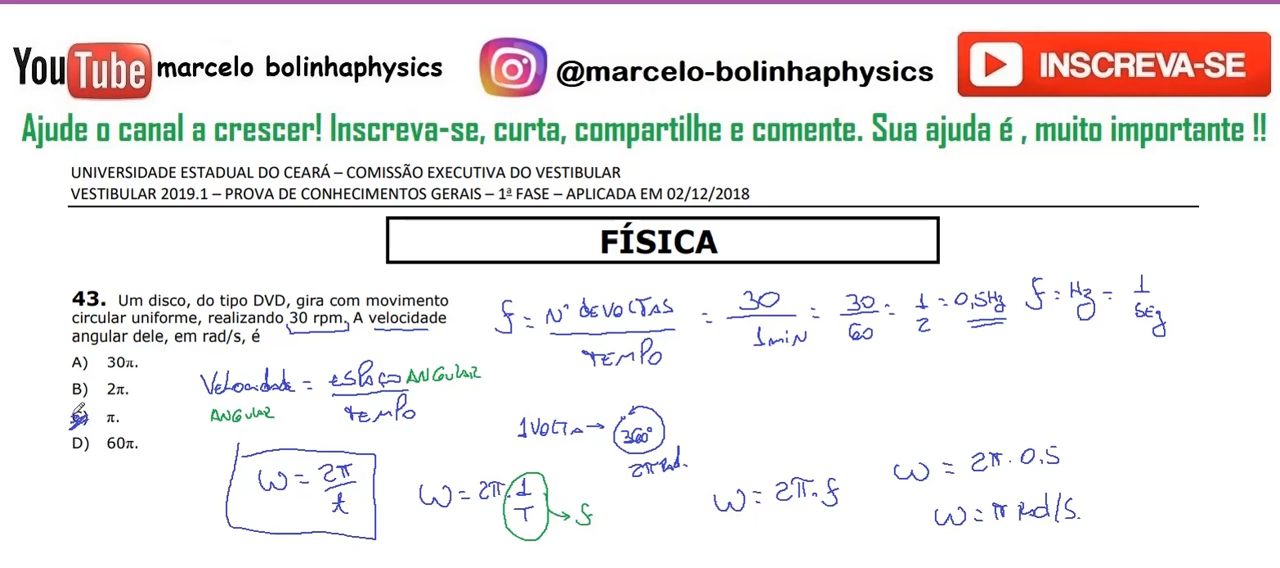 YouTube marcelo bolinhaphysics @marcelo-bolinhaphysics INSCREVA-SE
Ajude o canal a crescer! Inscreva-se, curta, compartilhe e comente. Sua ajuda é , muito importante !!
UNIVERSIDADE ESTADUAL DO CEARÁ – COMISSÃO EXECUTIVA DO VESTIBULAR
VESTIBULAR 2019.1 – PROVA DE CONHECIMENTOS GERAIS – 1ª FASE – APLICADA EM 02/12/2018
FÍSICA
43. Um disco, do tipo DVD, gira com movimento
circular uniforme, realizando 30 rpm. A velocidade
angular dele, em rad/s, é
A) 30π.
B) 2π.
π.
D) 60π.
f = Nº DE VOLTAS / TEMPO = 30 / 1 MIN = 30 / 60 = 1 / 2 = 0,5Hz f = Hz = 1 / SEG
Velocidade ANGULAR = espaço ANGULAR / TEMPO
1 VOLTA → 360°
2π Rad.
ω = 2π / t
ω = 2π . 1 / T → f
ω = 2π . f
ω = 2π . 0,5
ω = π Rad/s.